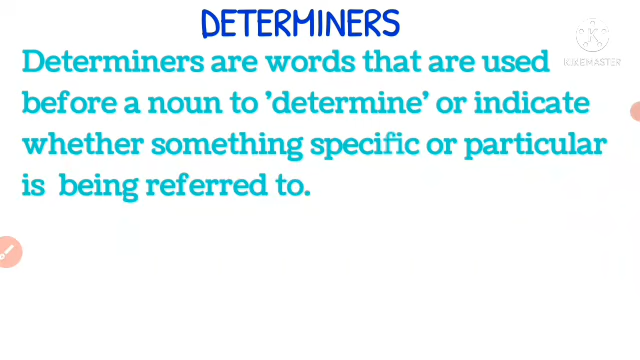 DETERMINERS
Determiners are words that are used
KINEMASTER
before a noun to 'determine' or indicate
whether something specific or particular
is being referred to.